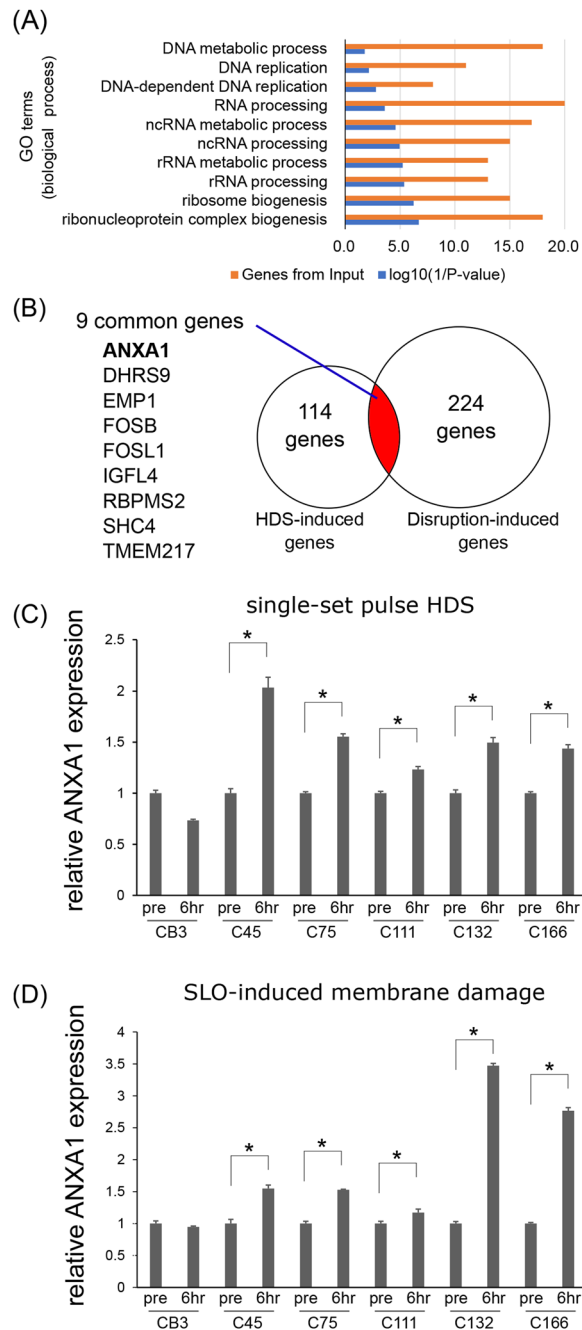 (A)
GO terms
(biological process)
DNA metabolic process
DNA replication
DNA-dependent DNA replication
RNA processing
ncRNA metabolic process
ncRNA processing
rRNA metabolic process
rRNA processing
ribosome biogenesis
ribonucleoprotein complex biogenesis
0.0 5.0 10.0 15.0 20.0
Genes from Input log10(1/P-value)
(B)
9 common genes
ANXA1
DHRS9
EMP1
FOSB
FOSL1
IGFL4
RBPMS2
SHC4
TMEM217
114
genes
224
genes
HDS-induced
genes
Disruption-induced
genes
(C)
single-set pulse HDS
relative ANXA1 expression
2.5
2
1.5
1
0.5
0
* * * * *
pre 6hr pre 6hr pre 6hr pre 6hr pre 6hr pre 6hr
CB3 C45 C75 C111 C132 C166
(D)
SLO-induced membrane damage
relative ANXA1 expression
4
3.5
3
2.5
2
1.5
1
0.5
0
* * * * *
pre 6hr pre 6hr pre 6hr pre 6hr pre 6hr pre 6hr
CB3 C45 C75 C111 C132 C166